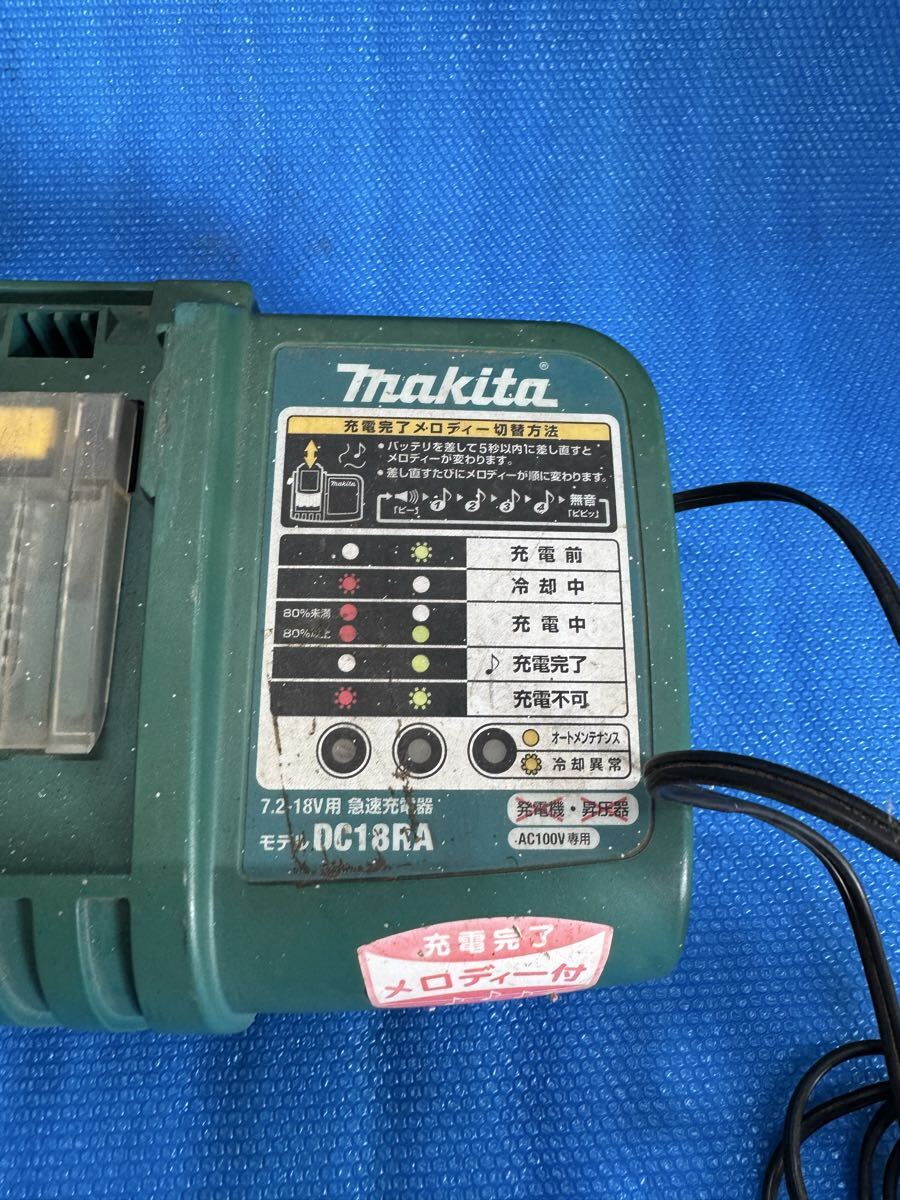 makita®
充電完了メロディー切替方法
• バッテリを差して5秒以内に差し直すと
メロディーが変わります。
• 差し直すたびにメロディーが順に変わります。
makita
1 2 3 4 無音
「ピー」 「ピピッ」
充電前
冷却中
80%未満
80%以上
充電中
充電完了
充電不可
オートメンテナンス
冷却異常
7.2-18V用 急速充電器
モデル DC18RA
発電機・昇圧器
AC100V専用
充電完了
メロディー付